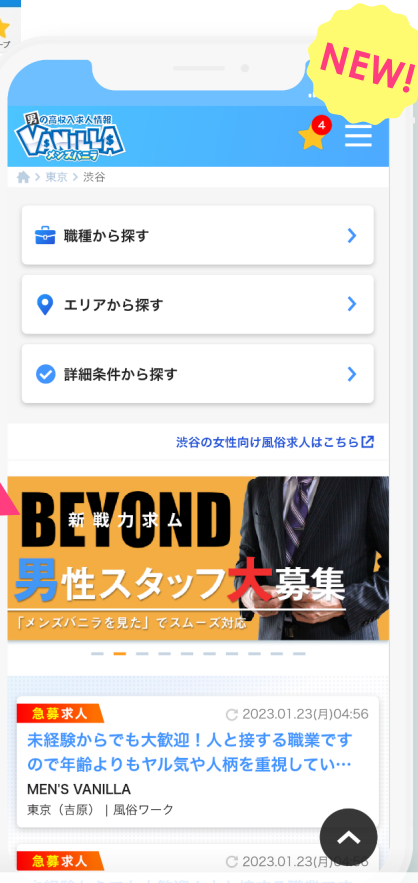 ープ
NEW!
男の高収入求人情報
VANILLA
メンズバニラ
4
東京 > 渋谷
職種から探す
エリアから探す
詳細条件から探す
渋谷の女性向け風俗求人はこちら
BEYOND
新戦力求ム
男性スタッフ大募集
「メンズバニラを見た」でスムーズ対応
急募求人
2023.01.23(月)04:56
未経験からでも大歓迎！人と接する職業です
ので年齢よりもヤル気や人柄を重視してい…
MEN'S VANILLA
東京（吉原）｜風俗ワーク
急募求人
2023.01.23(月)04:56